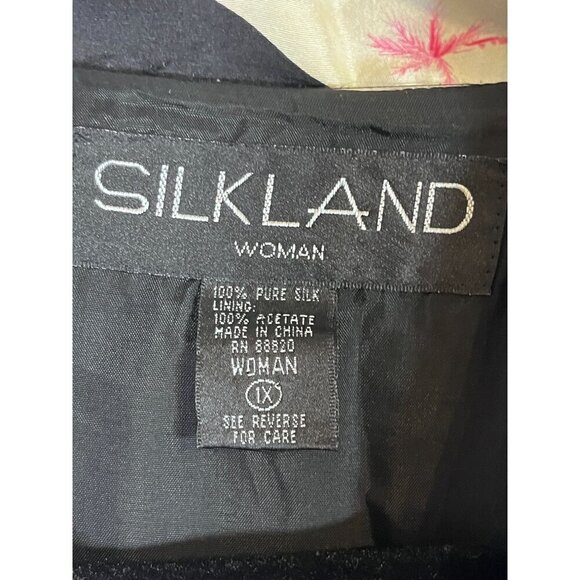 SILKLAND
WOMAN
100% PURE SILK
LINING:
100% ACETATE
MADE IN CHINA
RN 88820
WOMAN
1X
SEE REVERSE
FOR CARE